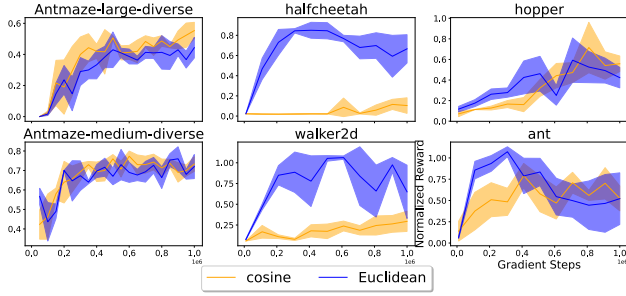 Antmaze-large-diverse
halfcheetah
hopper
0.6
0.4
0.2
0.0
0.8
0.6
0.4
0.2
0.0
1.0
0.8
0.6
0.4
0.2
0.0
Antmaze-medium-diverse
walker2d
ant
0.8
0.7
0.6
0.5
0.4
1.00
0.75
0.50
0.25
Normalized Reward
1.00
0.75
0.50
0.25
0.00
0.0 0.2 0.4 0.6 0.8 1.0
1e6
0.0 0.2 0.4 0.6 0.8 1.0
1e6
0.0 0.2 0.4 0.6 0.8 1.0
1e6
Gradient Steps
cosine Euclidean